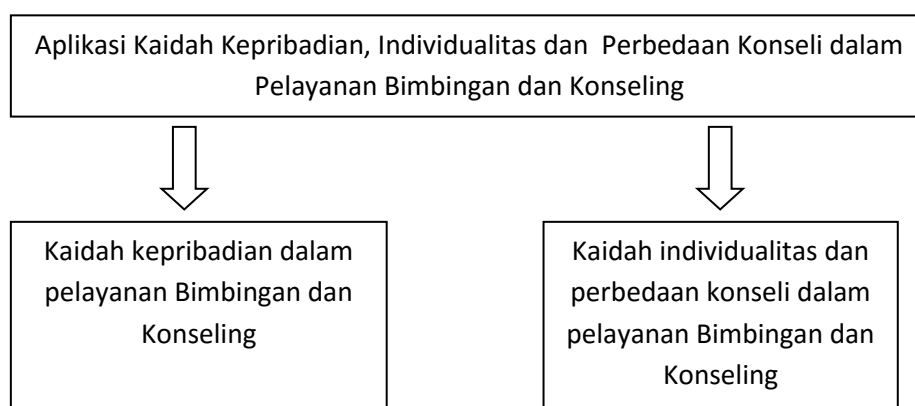 Aplikasi Kaidah Kepribadian, Individualitas dan Perbedaan Konseli dalam
Pelayanan Bimbingan dan Konseling
Kaidah kepribadian dalam
pelayanan Bimbingan dan
Konseling
Kaidah individualitas dan
perbedaan konseli dalam
pelayanan Bimbingan dan
Konseling